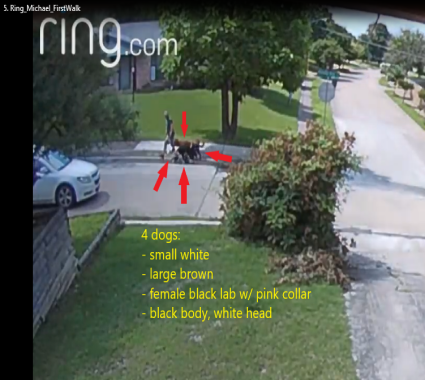 5. Ring_Michael_FirstWalk
ring.com
4 dogs:
- small white
- large brown
- female black lab w/ pink collar
- black body, white head